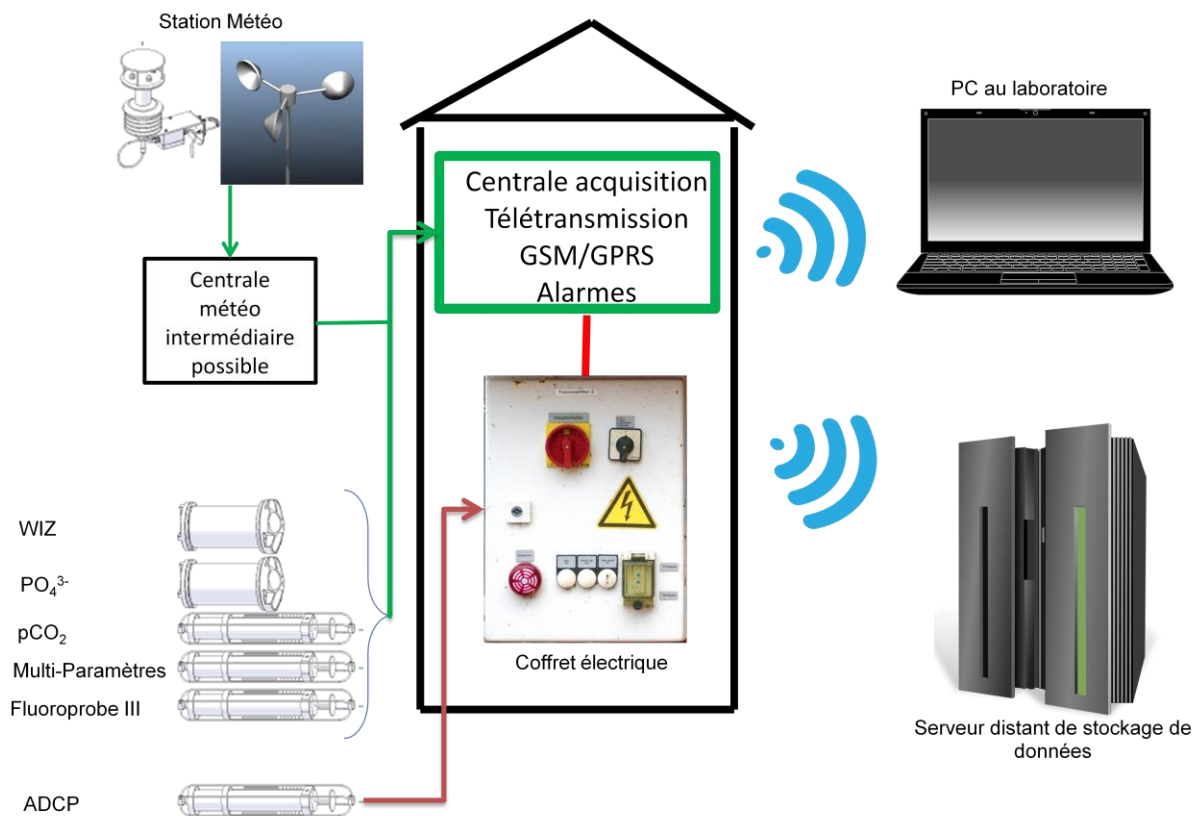 Station Météo
PC au laboratoire
Centrale acquisition
Télétransmission
GSM/GPRS
Alarmes
Centrale
météo
intermédiaire
possible
WIZ
PO₄³⁻
pCO₂
Multi-Paramètres
Fluoroprobe III
ADCP
Coffret électrique
Serveur distant de stockage de
données